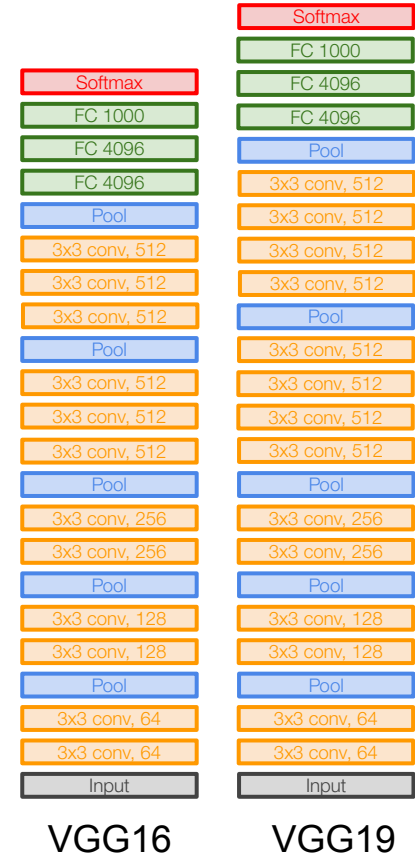 Softmax
FC 1000
FC 4096
FC 4096
Pool
3x3 conv, 512
3x3 conv, 512
3x3 conv, 512
Pool
3x3 conv, 512
3x3 conv, 512
3x3 conv, 512
Pool
3x3 conv, 256
3x3 conv, 256
Pool
3x3 conv, 128
3x3 conv, 128
Pool
3x3 conv, 64
3x3 conv, 64
Input
VGG16
Softmax
FC 1000
FC 4096
FC 4096
Pool
3x3 conv, 512
3x3 conv, 512
3x3 conv, 512
3x3 conv, 512
Pool
3x3 conv, 512
3x3 conv, 512
3x3 conv, 512
3x3 conv, 512
Pool
3x3 conv, 256
3x3 conv, 256
Pool
3x3 conv, 128
3x3 conv, 128
Pool
3x3 conv, 64
3x3 conv, 64
Input
VGG19